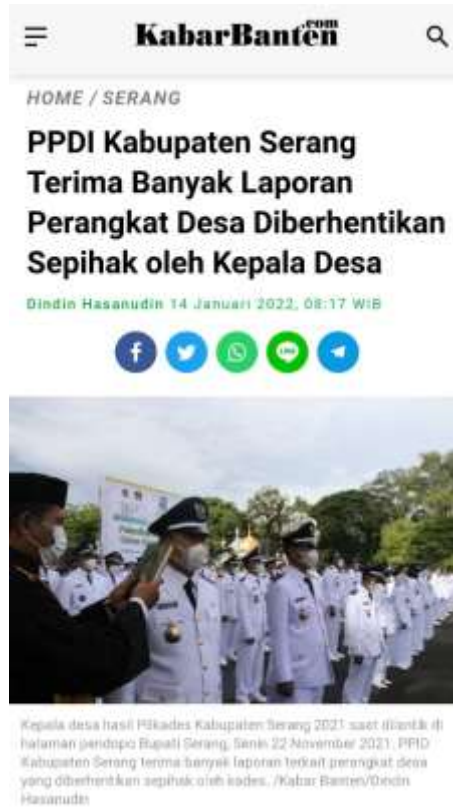 KabarBanten.com
HOME / SERANG
PPDI Kabupaten Serang
Terima Banyak Laporan
Perangkat Desa Diberhentikan
Sepihak oleh Kepala Desa
Dindin Hasanudin 14 Januari 2022, 08:17 WIB
LINE
Kepala desa hasil Pilkades Kabupaten Serang 2021 saat dilantik di
halaman pendopo Bupati Serang, Senin 22 November 2021. PPID
Kabupaten Serang terima banyak laporan terkait perangkat desa
yang diberhentikan sepihak oleh kades. /Kabar Banten/Dindin
Hasanudin